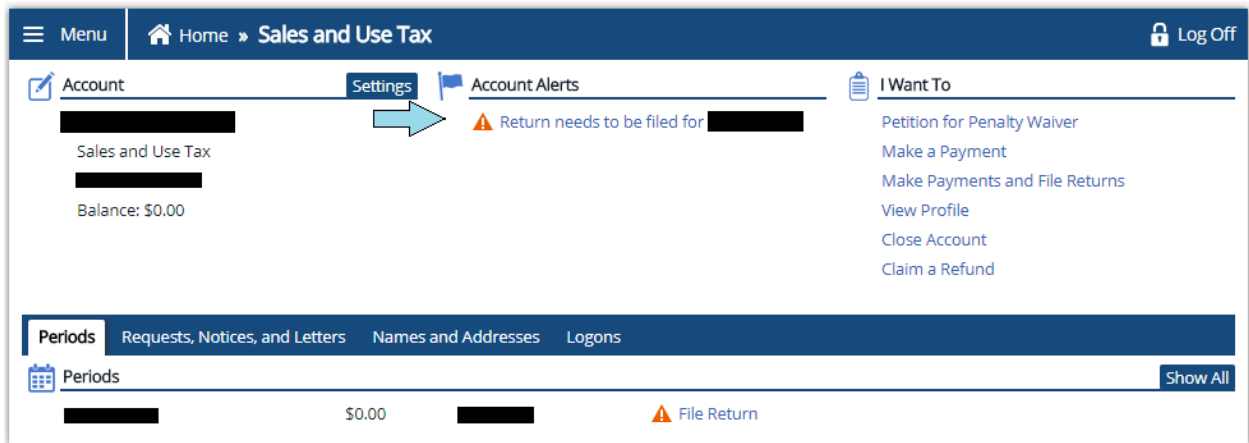 Menu Home » Sales and Use Tax Log Off
Account Settings
Sales and Use Tax
Balance: $0.00
Account Alerts
Return needs to be filed for
I Want To
Petition for Penalty Waiver
Make a Payment
Make Payments and File Returns
View Profile
Close Account
Claim a Refund
Periods Requests, Notices, and Letters Names and Addresses Logons
Periods Show All
$0.00 File Return